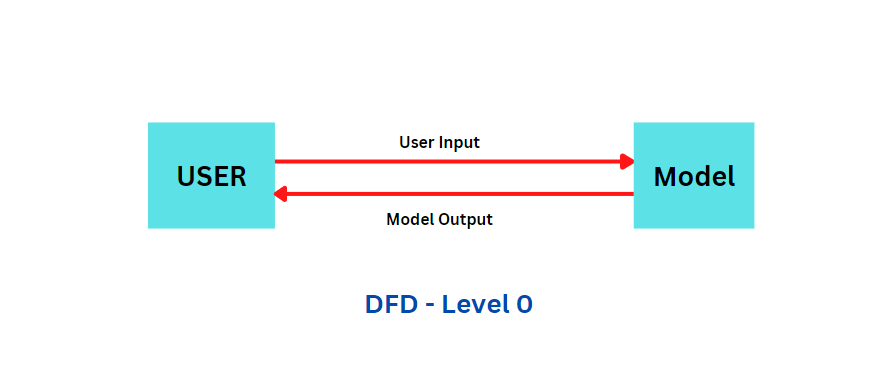 User Input
USER
Model
Model Output
DFD - Level 0